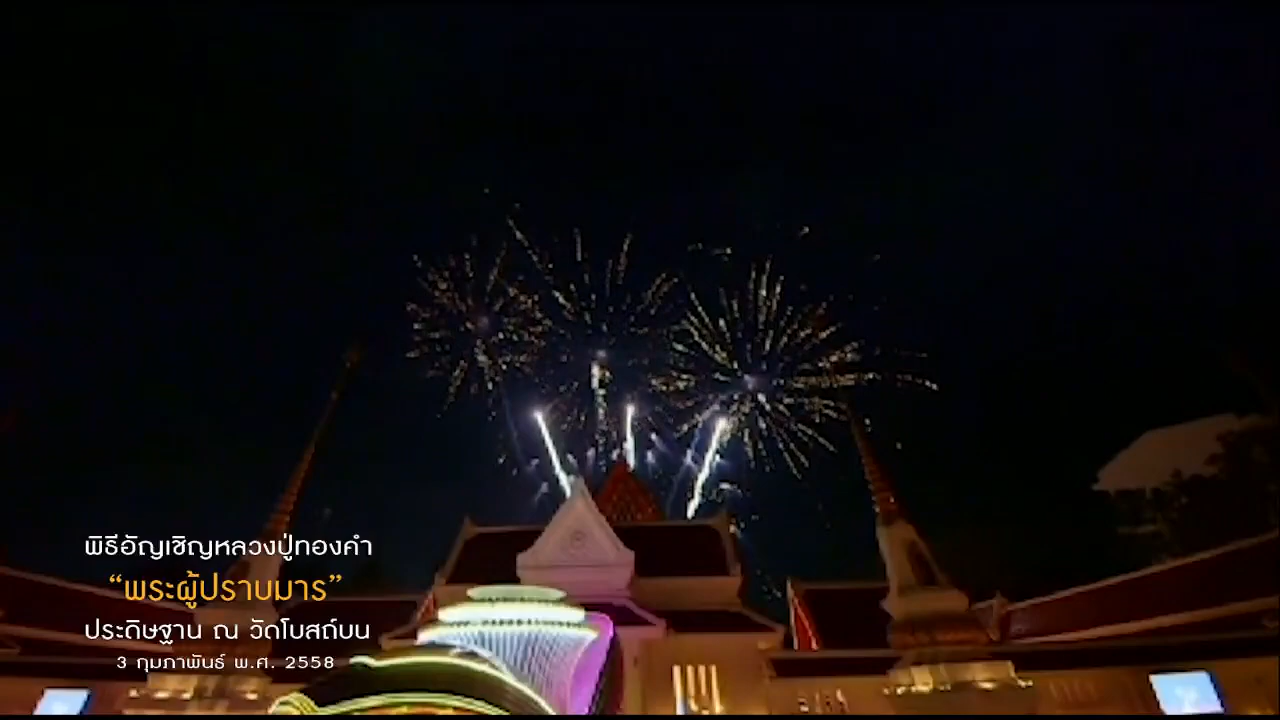 พิธีอัญเชิญหลวงปู่ทองคำ
“พระผู้ปราบมาร”
ประดิษฐาน ณ วัดโบสถ์บน
3 กุมภาพันธ์ พ.ศ. 2558